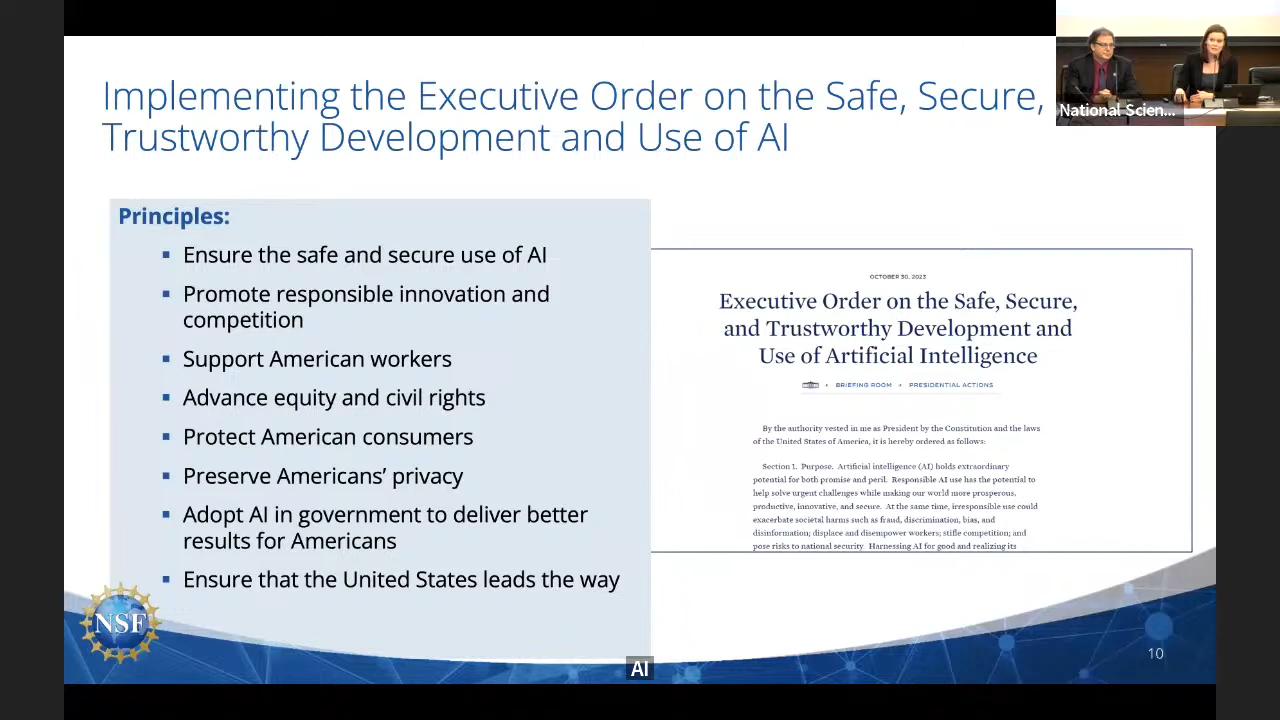 Implementing the Executive Order on the Safe, Secure,
Trustworthy Development and Use of AI
National Scien...
Principles:
▪ Ensure the safe and secure use of AI
▪ Promote responsible innovation and
competition
▪ Support American workers
▪ Advance equity and civil rights
▪ Protect American consumers
▪ Preserve Americans’ privacy
▪ Adopt AI in government to deliver better
results for Americans
▪ Ensure that the United States leads the way
OCTOBER 30, 2023
Executive Order on the Safe, Secure,
and Trustworthy Development and
Use of Artificial Intelligence
BRIEFING ROOM • PRESIDENTIAL ACTIONS
By the authority vested in me as President by the Constitution and the laws
of the United States of America, it is hereby ordered as follows:
Section 1. Purpose. Artificial intelligence (AI) holds extraordinary
potential for both promise and peril. Responsible AI use has the potential to
help solve urgent challenges while making our world more prosperous,
productive, innovative, and secure. At the same time, irresponsible use could
exacerbate societal harms such as fraud, discrimination, bias, and
disinformation; displace and disempower workers; stifle competition; and
pose risks to national security. Harnessing AI for good and realizing its
NSF
10
AI